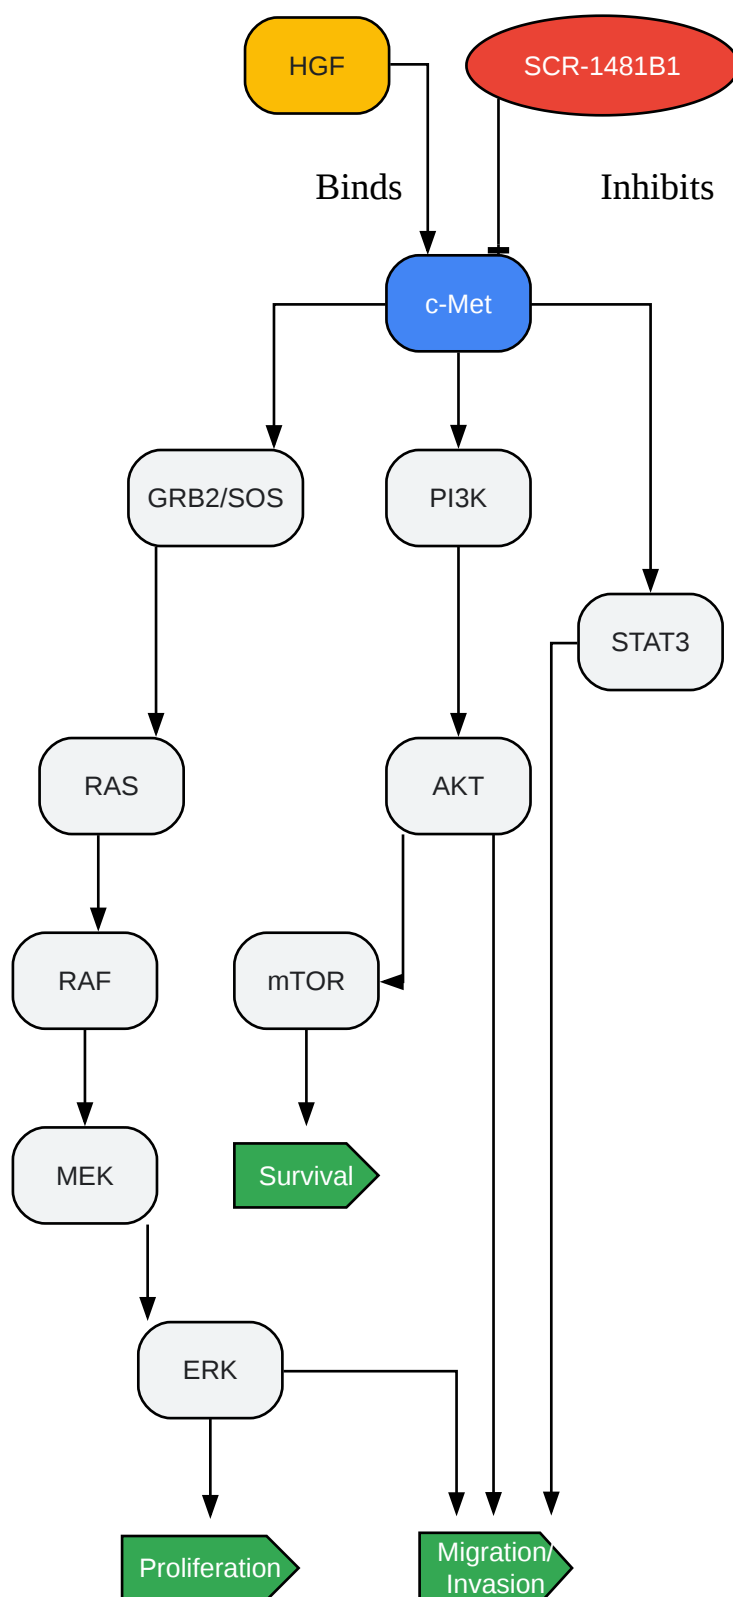 HGF
SCR-1481B1
Binds
Inhibits
c-Met
GRB2/SOS
PI3K
STAT3
RAS
AKT
RAF
mTOR
MEK
Survival
ERK
Proliferation
Migration/
Invasion